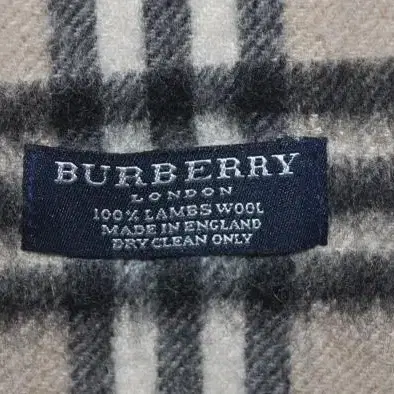 BURBERRY
LONDON
100% LAMBS WOOL
MADE IN ENGLAND
DRY CLEAN ONLY